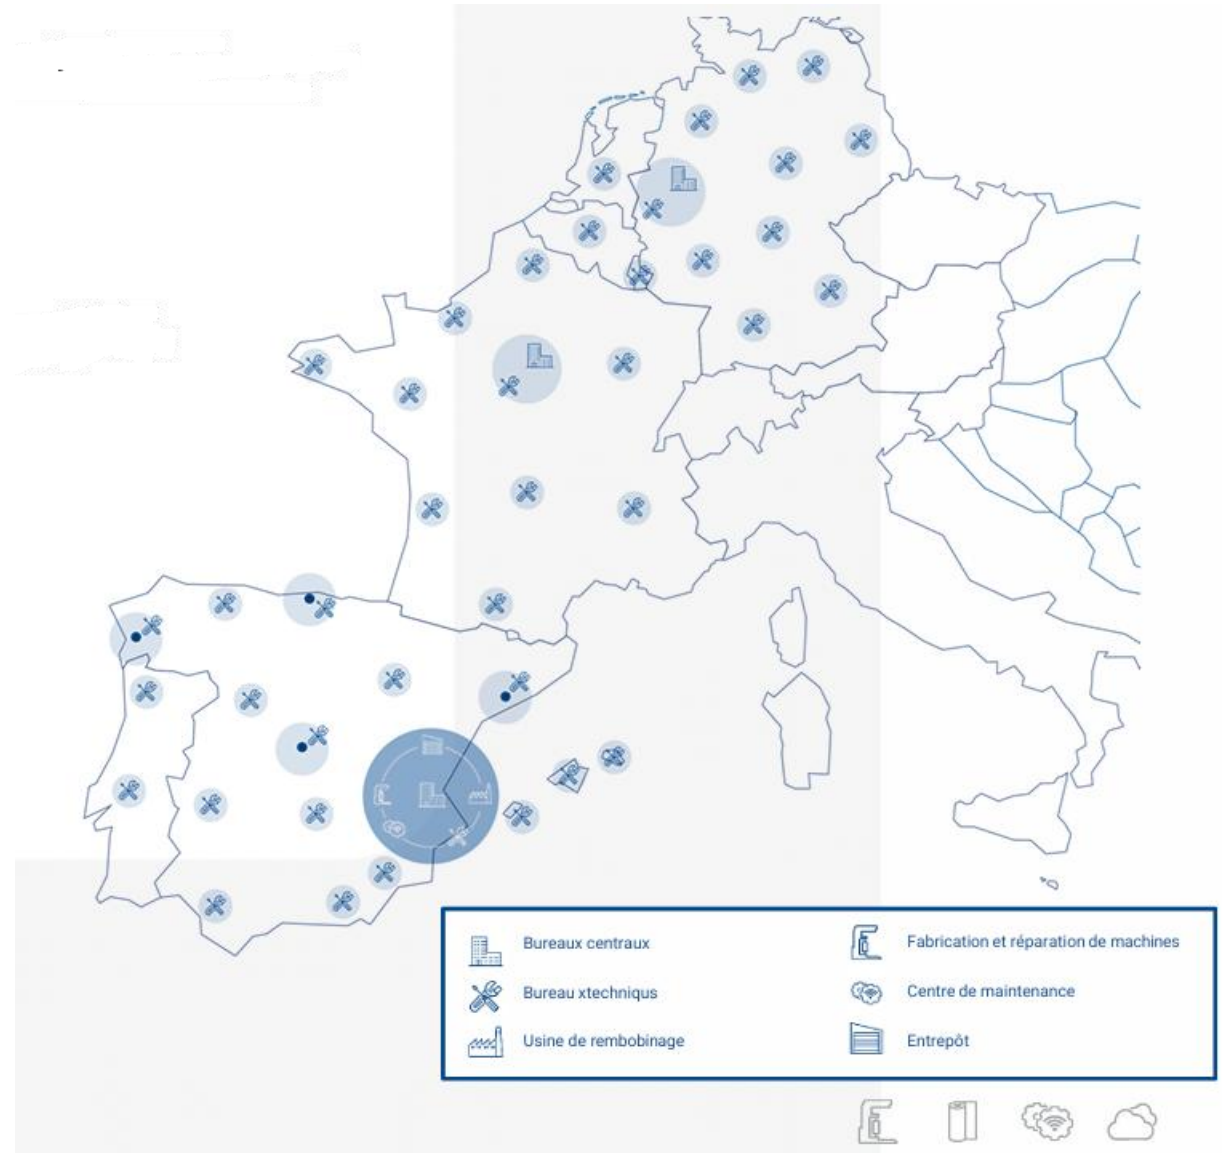 Bureaux centraux
Bureau xtechniqus
Usine de rembobinage
Fabrication et réparation de machines
Centre de maintenance
Entrepôt